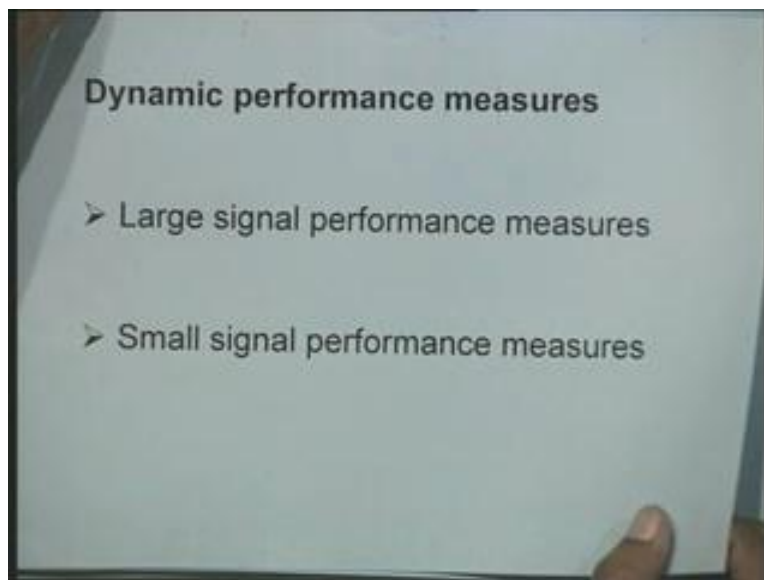 Dynamic performance measures
➢ Large signal performance measures
➢ Small signal performance measures